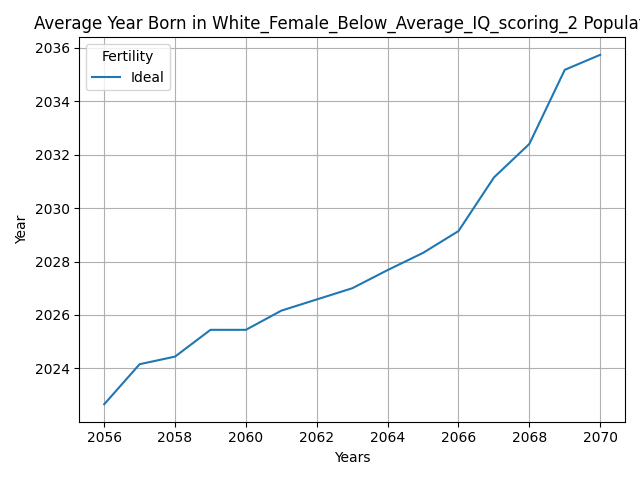 Average Year Born in White_Female_Below_Average_IQ_scoring_2 Populat
Fertility
Ideal
2036
2034
2032
2030
2028
2026
2024
Year
2056 2058 2060 2062 2064 2066 2068 2070
Years